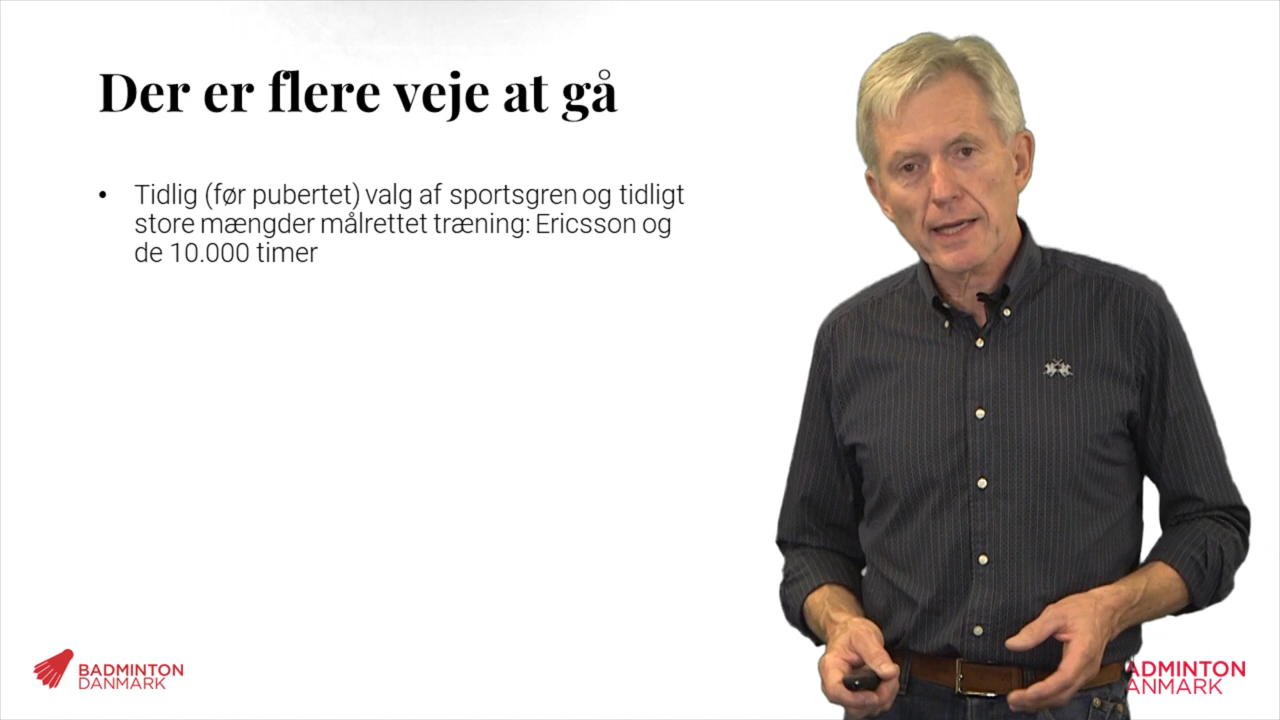 Der er flere veje at gå
• Tidlig (før pubertet) valg af sportsgren og tidligt
store mængder målrettet træning: Ericsson og
de 10.000 timer
BADMINTON
DANMARK
ADMINTON
ANMARK